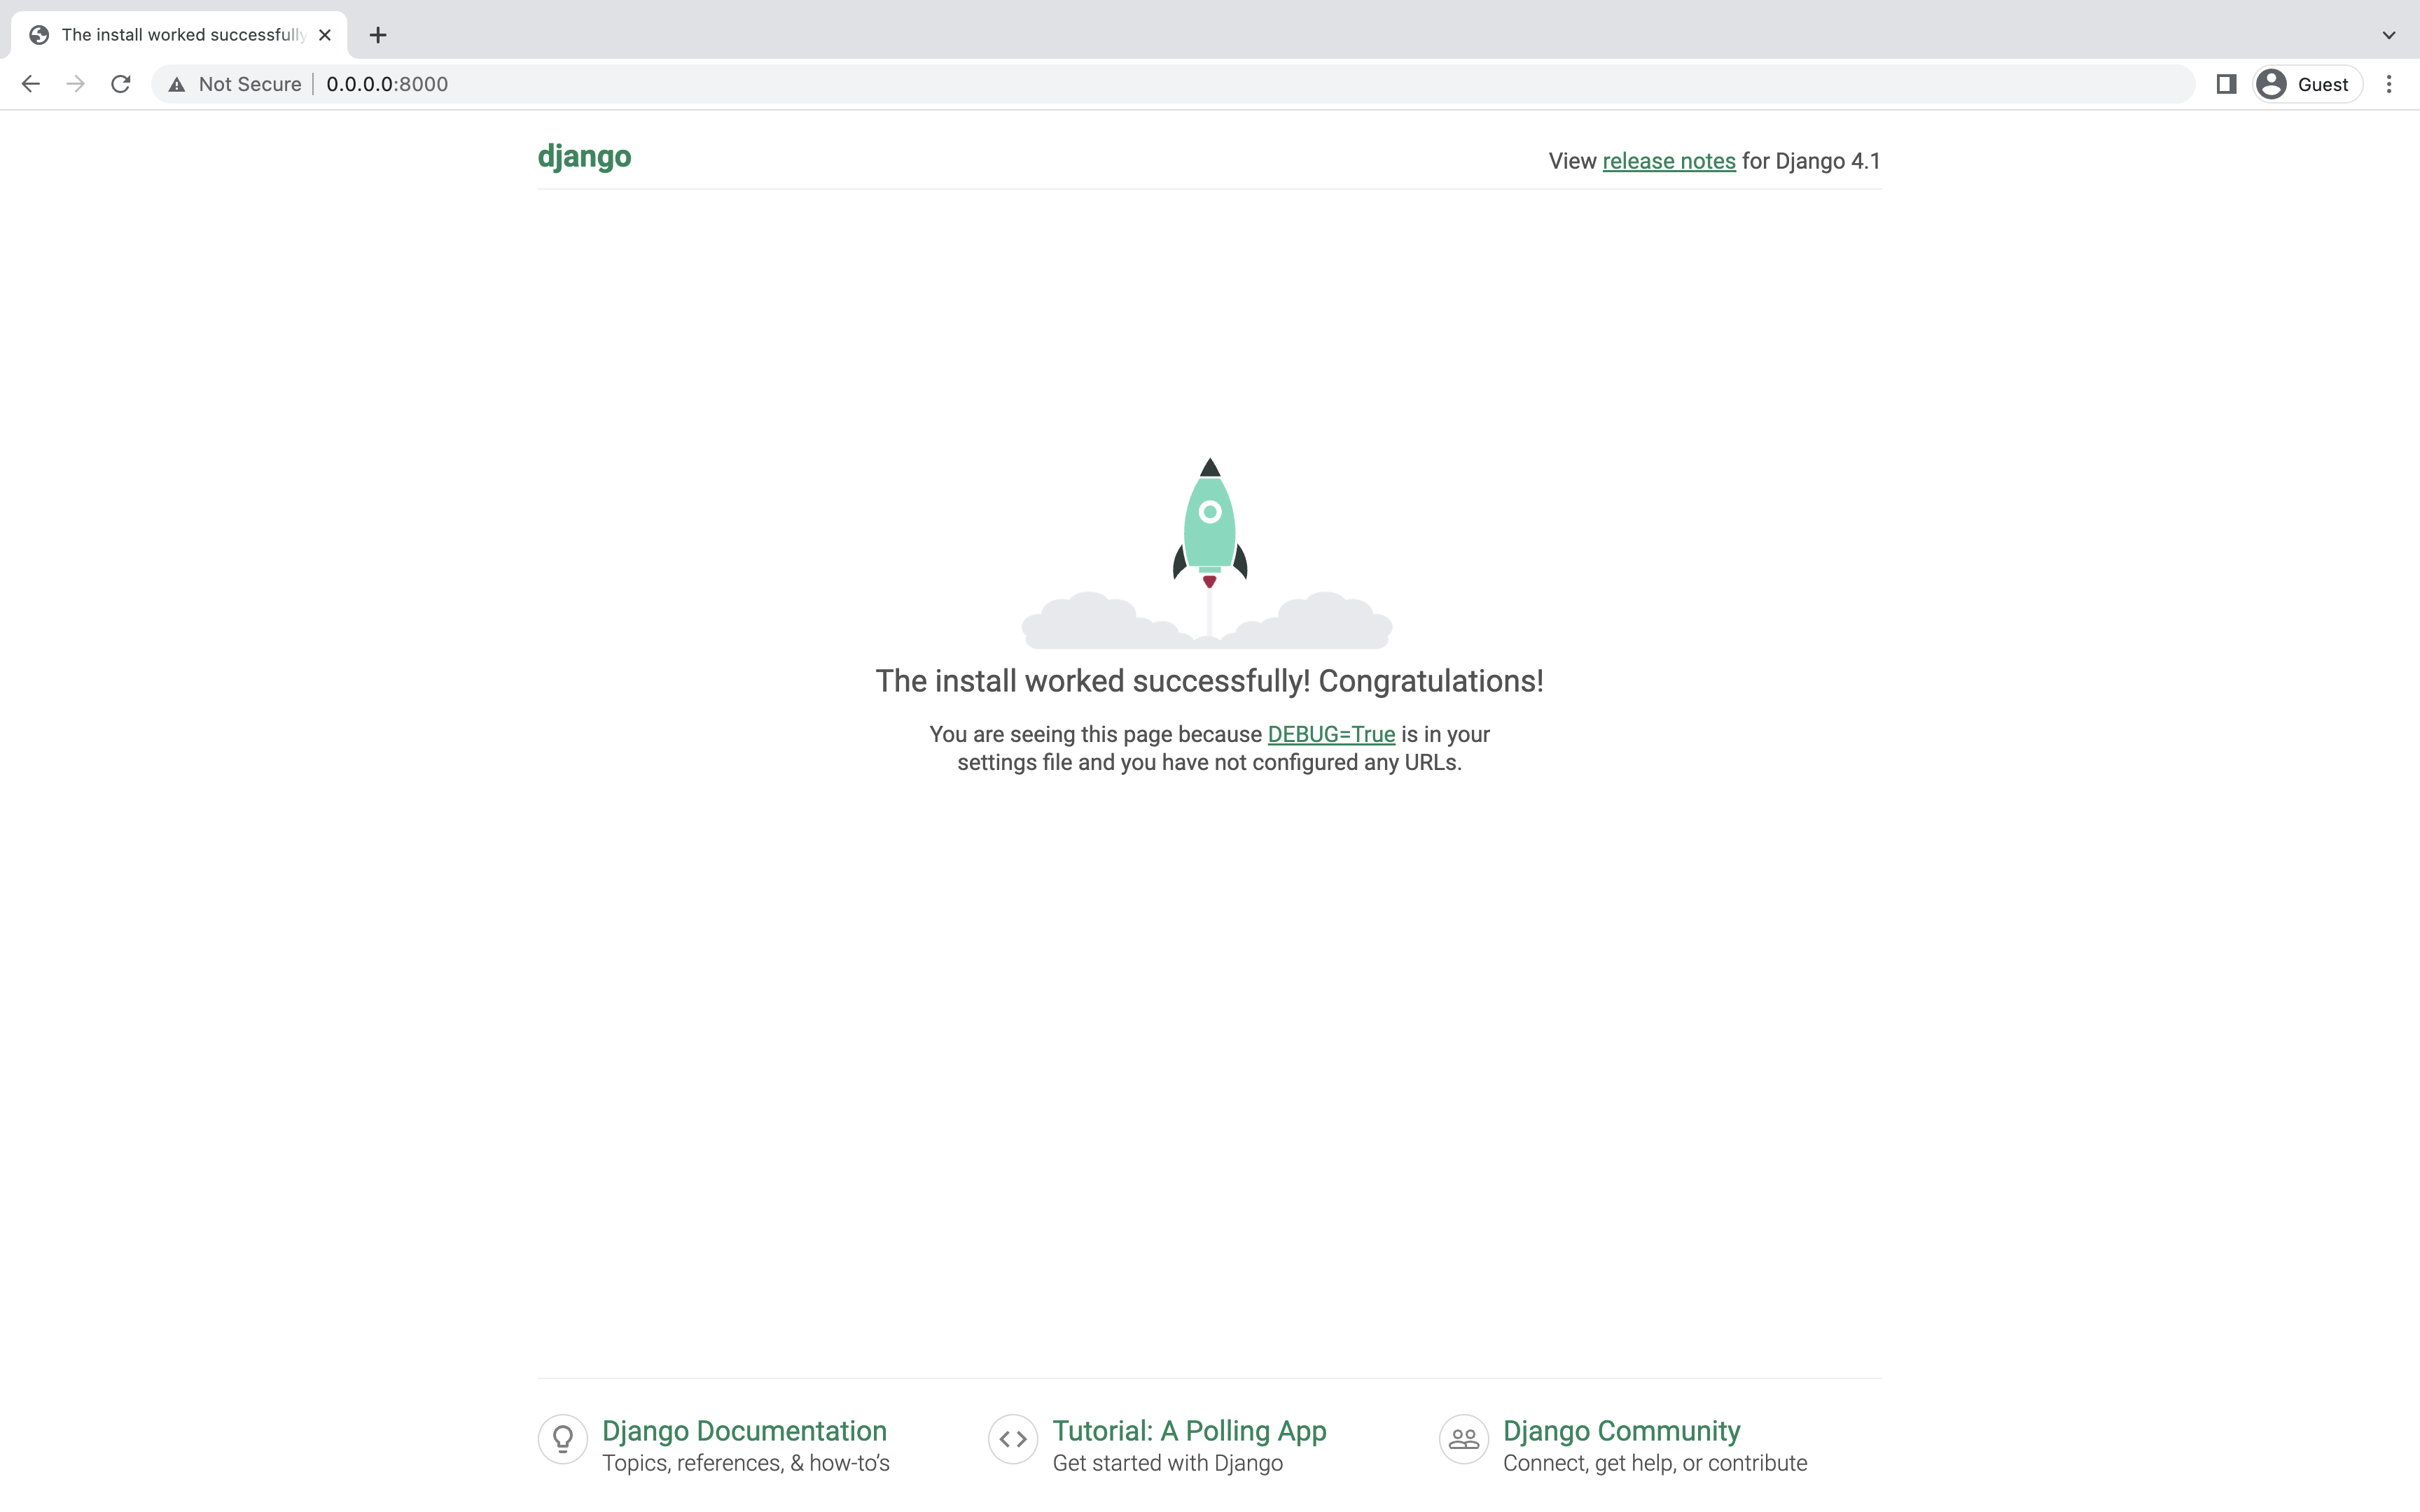 The install worked successfully
Not Secure
0.0.0.0:8000
Guest
django
View release notes for Django 4.1
The install worked successfully! Congratulations!
You are seeing this page because DEBUG=True is in your
settings file and you have not configured any URLs.
Django Documentation
Topics, references, & how-to’s
Tutorial: A Polling App
Get started with Django
Django Community
Connect, get help, or contribute